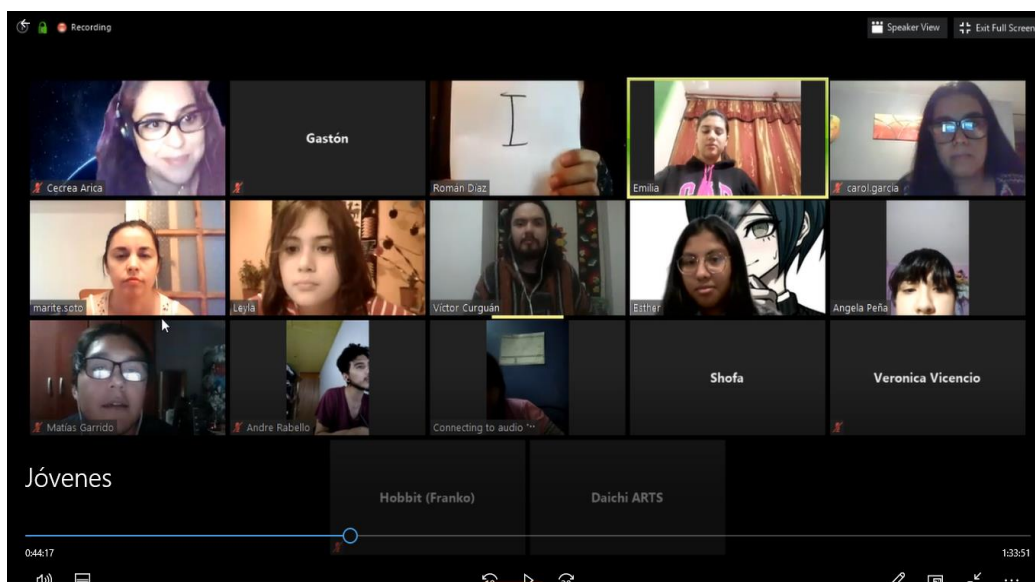 Recording
Speaker View
Exit Full Screen
Cecrea Arica
Gastón
I
Román Diaz
Emilia
carol.garcia
marite.soto
Leyla
Víctor Curguán
Esther
Angela Peña
Matías Garrido
Andre Rabello
Connecting to audio
Shofa
Veronica Vicencio
Jóvenes
Hobbit (Franko)
Daichi ARTS
0:44:17
1:33:51